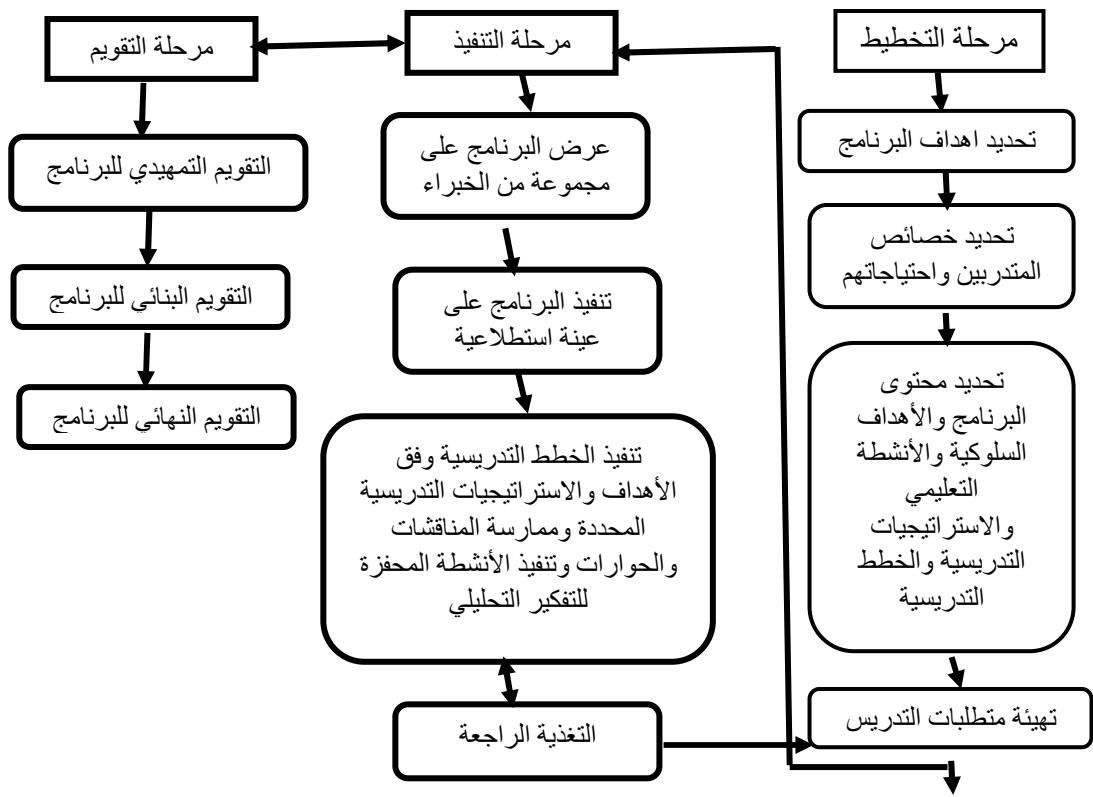 مرحلة التخطيط
تحديد اهداف البرنامج
تحديد خصائص
المتدربين واحتياجاتهم
تحديد محتوى
البرنامج والأهداف
السلوكية والأنشطة
التعليمي
والاستراتيجيات
التدريسية والخطط
التدريسية
تهيئة متطلبات التدريس
مرحلة التنفيذ
عرض البرنامج على
مجموعة من الخبراء
تنفيذ البرنامج على
عينة استطلاعية
تنفيذ الخطط التدريسية وفق
الأهداف والاستراتيجيات التدريسية
المحددة وممارسة المناقشات
والحوارات وتنفيذ الأنشطة المحفزة
للتفكير التحليلي
التغذية الراجعة
مرحلة التقويم
التقويم التمهيدي للبرنامج
التقويم البنائي للبرنامج
التقويم النهائي للبرنامج